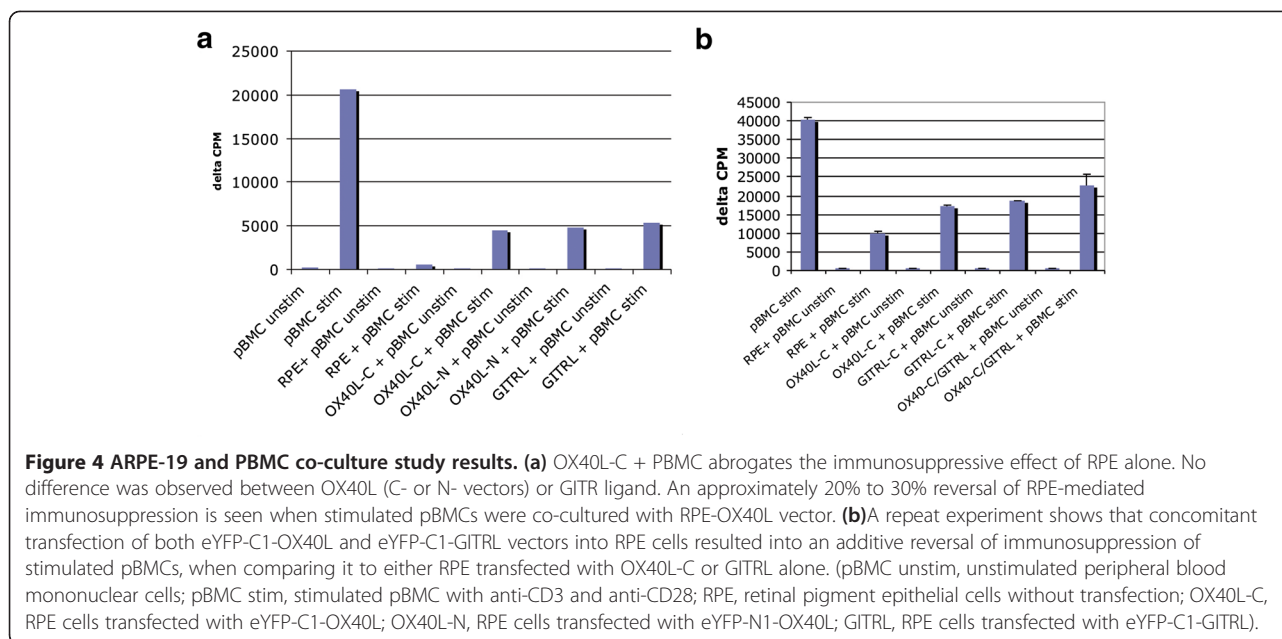 a
25000
20000
15000
10000
5000
0
delta CPM
pBMC unstim
pBMC stim
RPE+ pBMC unstim
RPE + pBMC stim
OX40L-C + pBMC unstim
OX40L-C + pBMC stim
OX40L-N + pBMC unstim
OX40L-N + pBMC stim
GITRL + pBMC unstim
GITRL + pBMC stim
b
45000
40000
35000
30000
25000
20000
15000
10000
5000
0
delta CPM
pBMC stim
RPE+ pBMC unstim
RPE + pBMC stim
OX40L-C + pBMC unstim
OX40L-C + pBMC stim
GITRL-C + pBMC unstim
GITRL-C + pBMC stim
OX40-C/GITRL + pBMC unstim
OX40-C/GITRL + pBMC stim
Figure 4 ARPE-19 and PBMC co-culture study results. (a) OX40L-C + PBMC abrogates the immunosuppressive effect of RPE alone. No
difference was observed between OX40L (C- or N- vectors) or GITR ligand. An approximately 20% to 30% reversal of RPE-mediated
immunosuppression is seen when stimulated pBMCs were co-cultured with RPE-OX40L vector. (b)A repeat experiment shows that concomitant
transfection of both eYFP-C1-OX40L and eYFP-C1-GITRL vectors into RPE cells resulted into an additive reversal of immunosuppression of
stimulated pBMCs, when comparing it to either RPE transfected with OX40L-C or GITRL alone. (pBMC unstim, unstimulated peripheral blood
mononuclear cells; pBMC stim, stimulated pBMC with anti-CD3 and anti-CD28; RPE, retinal pigment epithelial cells without transfection; OX40L-C,
RPE cells transfected with eYFP-C1-OX40L; OX40L-N, RPE cells transfected with eYFP-N1-OX40L; GITRL, RPE cells transfected with eYFP-C1-GITRL).